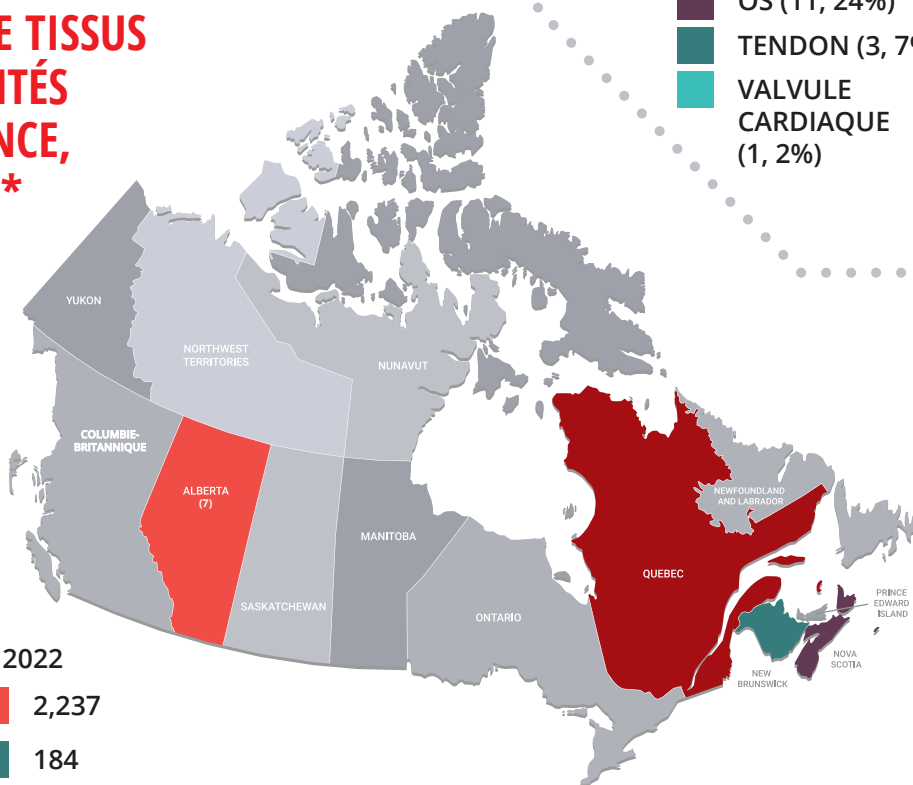 E TISSUS
ITÉS
NCE,
*
OS (11, 24%)
TENDON (3, 7%
VALVULE
CARDIAQUE
(1, 2%)
YUKON
NORTHWEST
TERRITORIES
NUNAVUT
COLUMBIE-
BRITANNIQUE
ALBERTA
(7)
SASKATCHEWAN
MANITOBA
ONTARIO
QUEBEC
NEWFOUNDLAND
AND LABRADOR
PRINCE
EDWARD
ISLAND
NOVA
SCOTIA
NEW
BRUNSWICK
2022
2,237
184